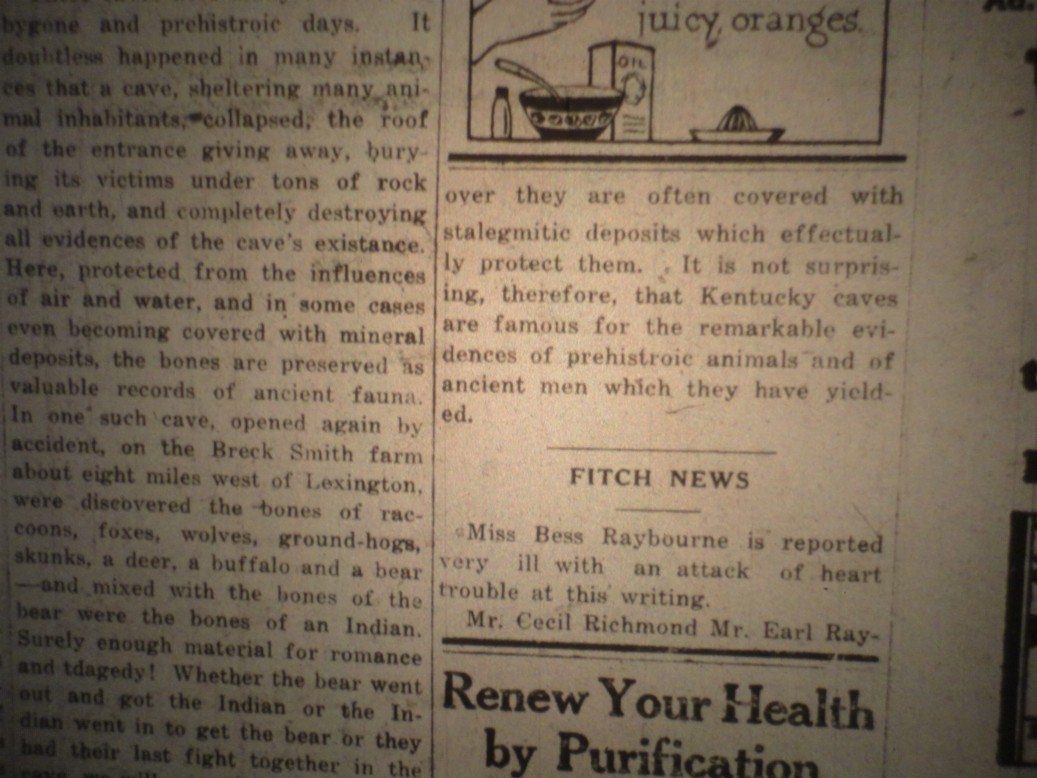 bygone and prehistroic days. It
doubtless happened in many instan-
ces that a cave, sheltering many ani-
mal inhabitants, collapsed, the roof
of the entrance giving away, bury-
ing its victims under tons of rock
and earth, and completely destroying
all evidences of the cave's existance.
Here, protected from the influences
of air and water, and in some cases
even becoming covered with mineral
deposits, the bones are preserved as
valuable records of ancient fauna.
In one such cave, opened again by
accident, on the Breck Smith farm
about eight miles west of Lexington,
were discovered the bones of rac-
coons, foxes, wolves, ground-hogs,
skunks, a deer, a buffalo and a bear
—and mixed with the bones of the
bear were the bones of an Indian.
Surely enough material for romance
and tdagedy! Whether the bear went
out and got the Indian or the In-
dian went in to get the bear or they
had their last fight together in the
juicy, oranges.
OIL
over they are often covered with
stalegmitic deposits which effectual-
ly protect them. It is not surpris-
ing, therefore, that Kentucky caves
are famous for the remarkable evi-
dences of prehistroic animals and of
ancient men which they have yield-
ed.
FITCH NEWS
Miss Bess Raybourne is reported
very ill with an attack of heart
trouble at this writing.
Mr. Cecil Richmond Mr. Earl Ray-
Renew Your Health
by Purification